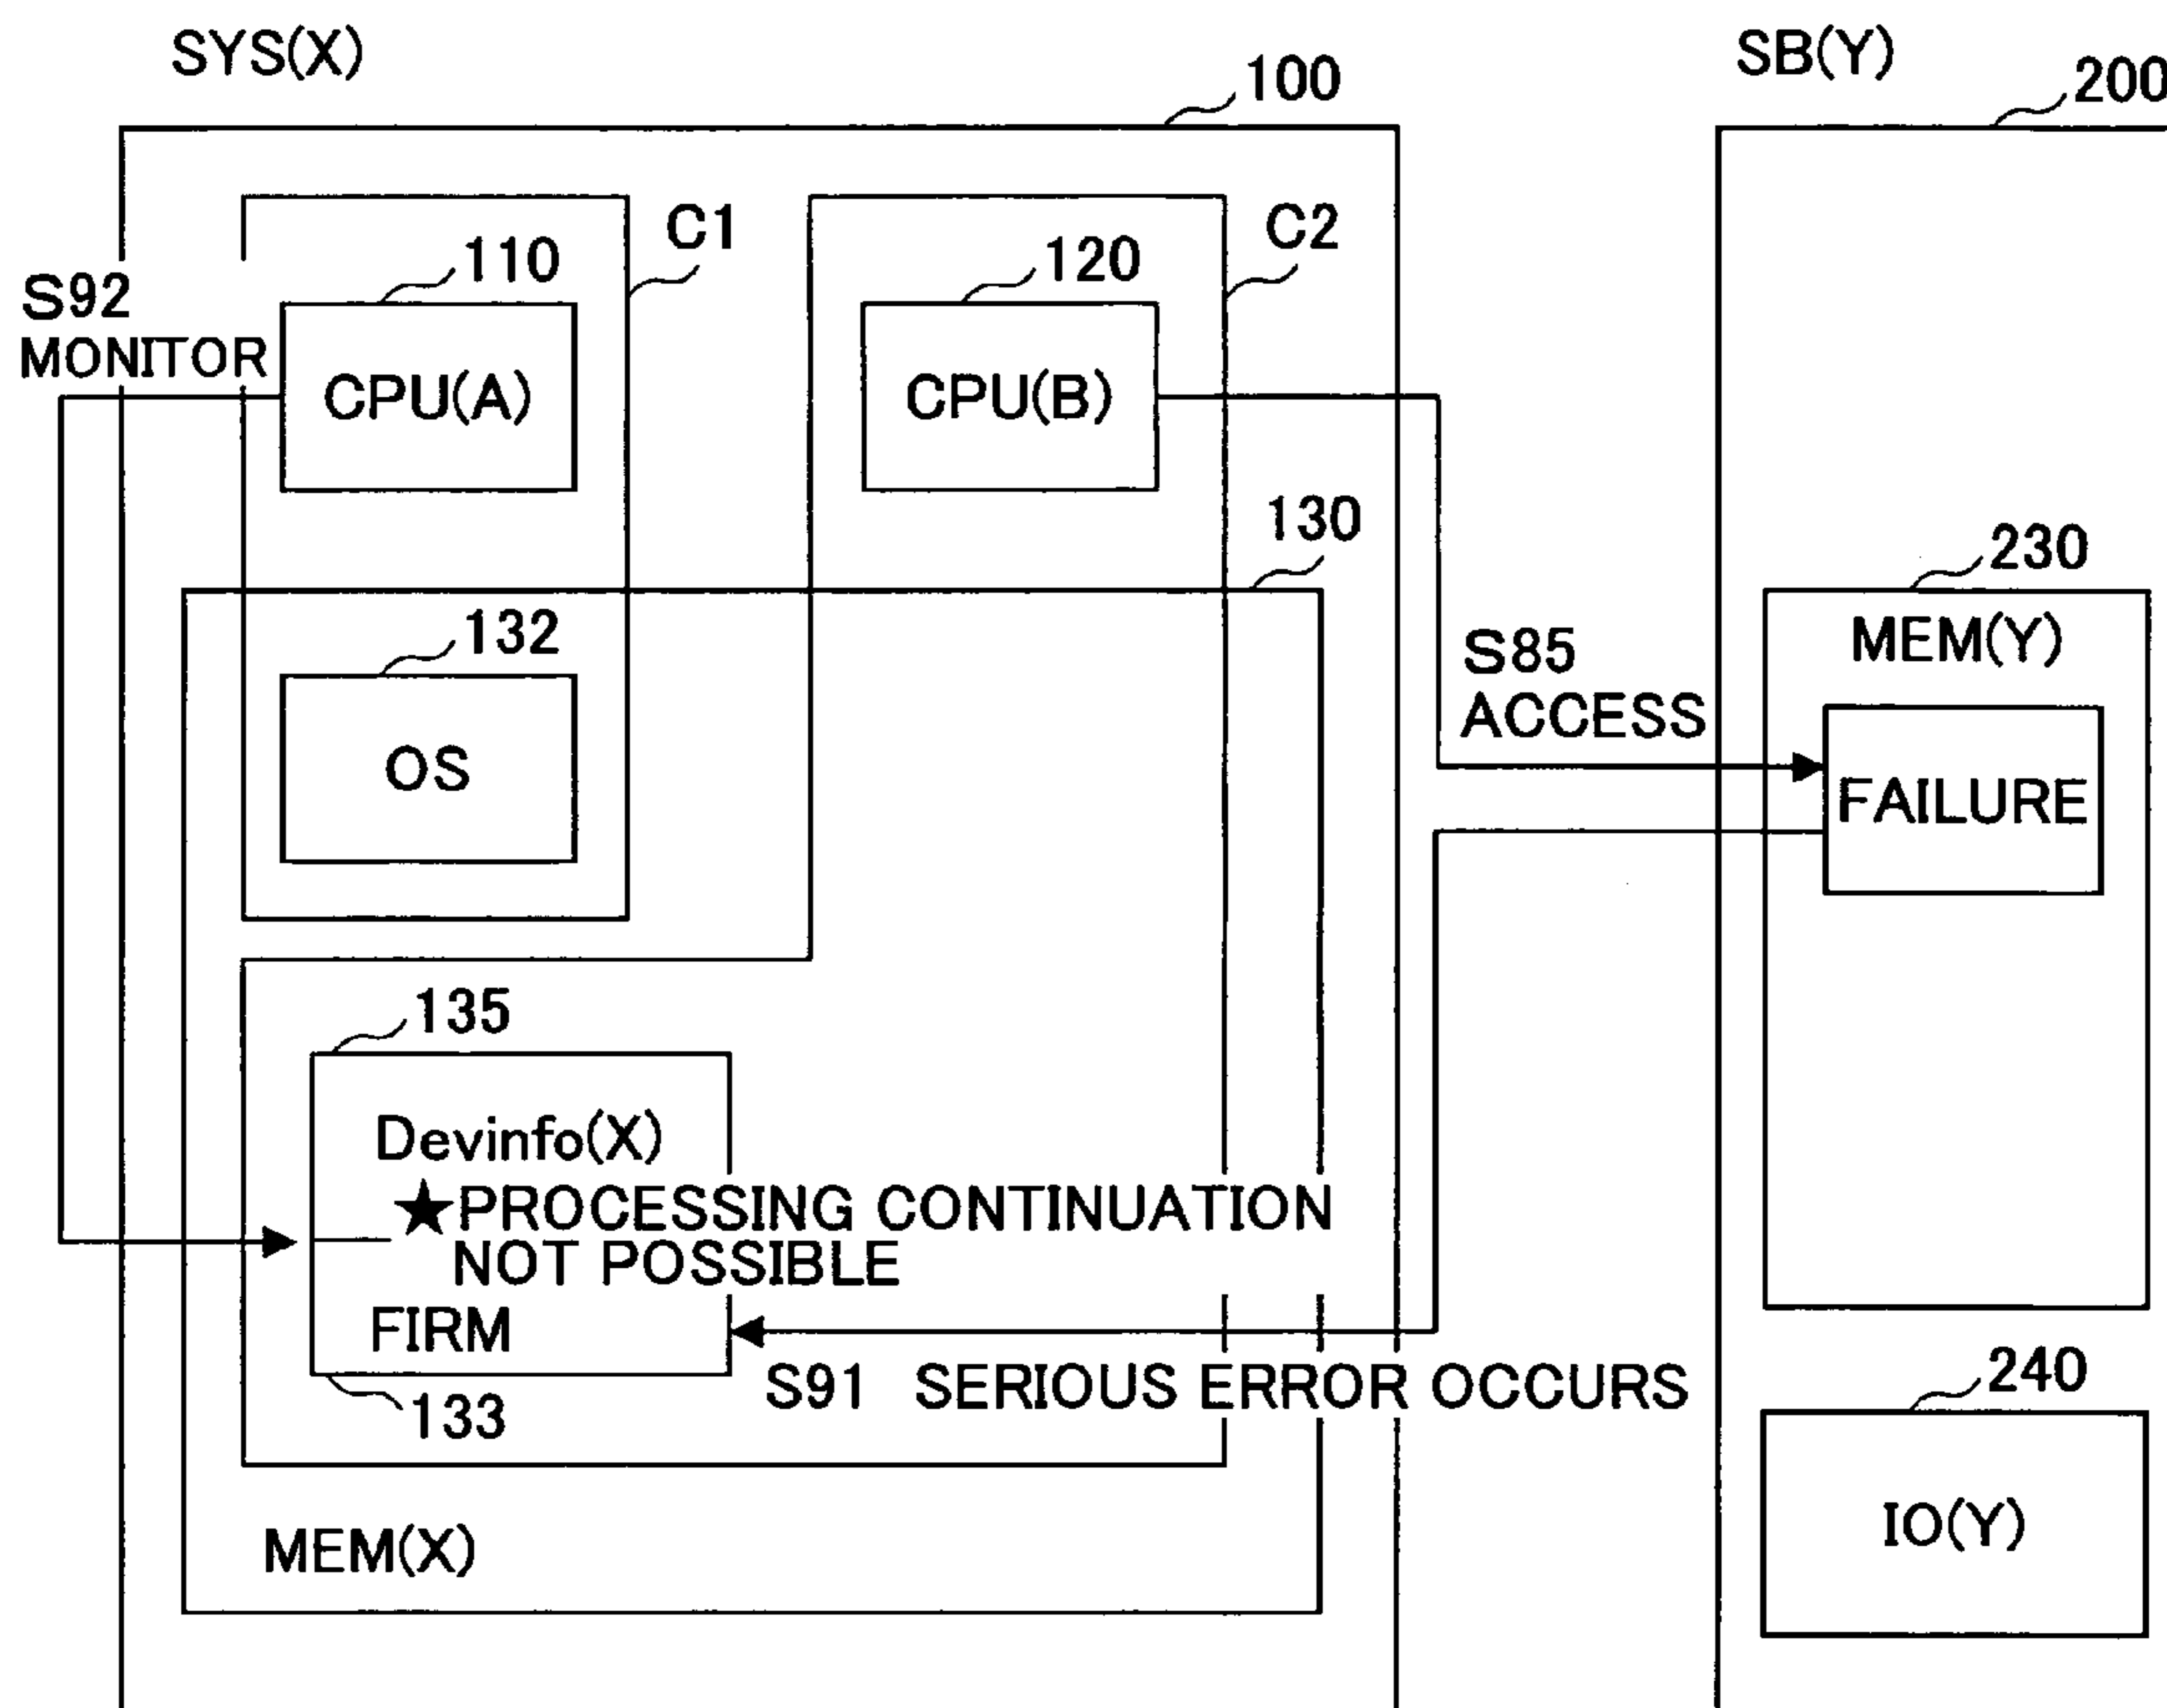 SYS(X)
SB(Y)
100
200
C1
C2
110
120
S92
MONITOR
CPU(A)
CPU(B)
130
230
132
S85
ACCESS
MEM(Y)
OS
FAILURE
135
Devinfo(X)
★PROCESSING CONTINUATION
NOT POSSIBLE
FIRM
S91 SERIOUS ERROR OCCURS
133
240
MEM(X)
IO(Y)